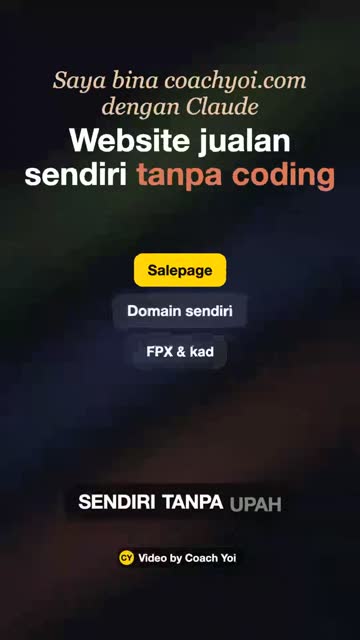 Saya bina coachyoi.com
dengan Claude
Website jualan
sendiri tanpa coding
Salepage
Domain sendiri
FPX & kad
SENDIRI TANPA UPAH
CY Video by Coach Yoi